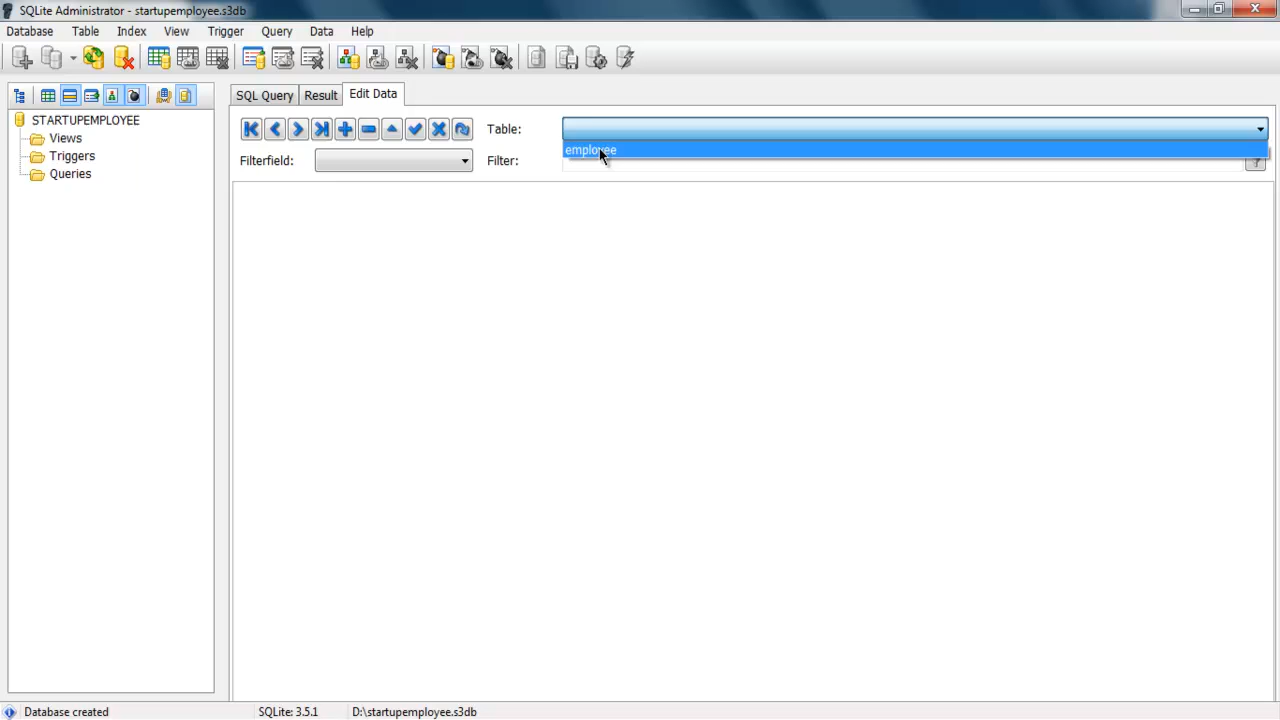 SQLite Administrator - startupemployee.s3db
Database Table Index View Trigger Query Data Help
SQL Query Result Edit Data
STARTUPEMPLOYEE
Views
Triggers
Queries
Table:
employee
Filterfield: Filter:
Database created SQLite: 3.5.1 D:\startupemployee.s3db